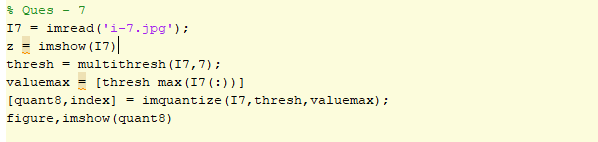 % Ques - 7
I7 = imread('i-7.jpg');
z = imshow(I7)
thresh = multithresh(I7,7);
valuemax = [thresh max(I7(:))]
[quant8,index] = imquantize(I7,thresh,valuemax);
figure,imshow(quant8)